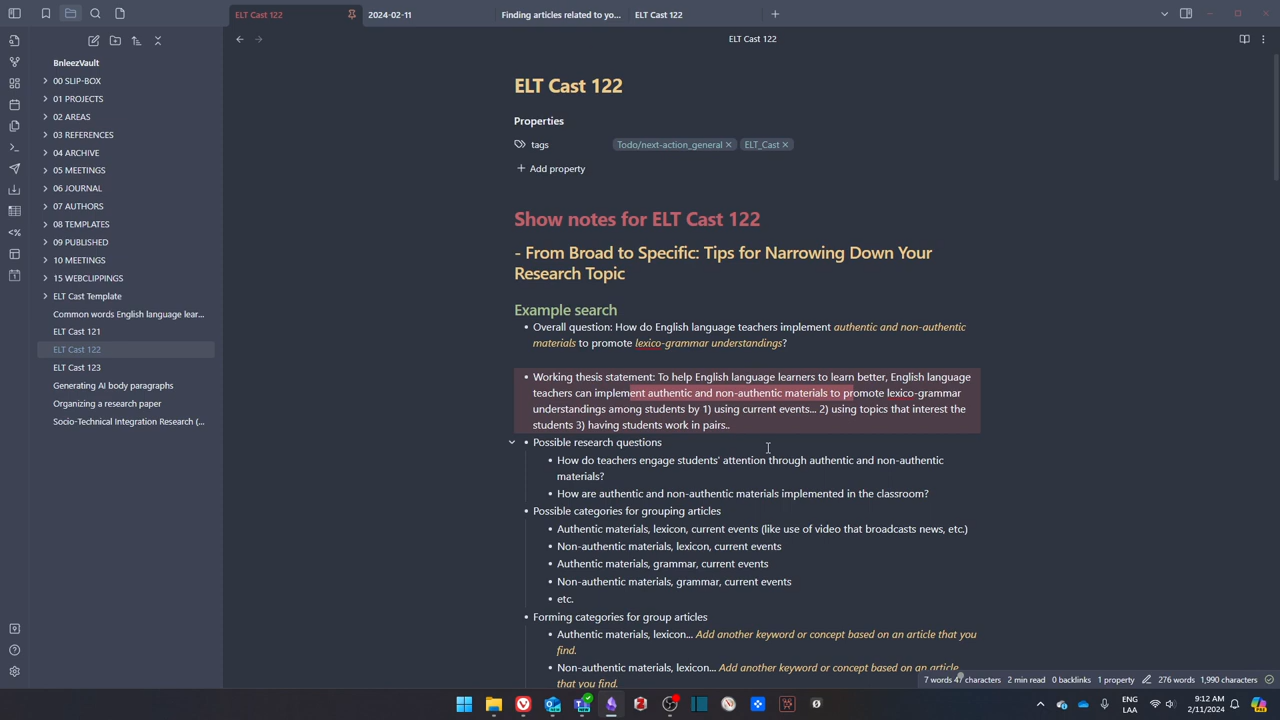 ELT Cast 122
2024-02-11
Finding articles related to yo...
ELT Cast 122
ELT Cast 122
BnleezVault
00 SLIP-BOX
01 PROJECTS
02 AREAS
03 REFERENCES
04 ARCHIVE
05 MEETINGS
06 JOURNAL
07 AUTHORS
08 TEMPLATES
09 PUBLISHED
10 MEETINGS
15 WEBCLIPPINGS
ELT Cast Template
Common words English language lear...
ELT Cast 121
ELT Cast 122
ELT Cast 123
Generating AI body paragraphs
Organizing a research paper
Socio-Technical Integration Research (...
ELT Cast 122
Properties
tags
Todo/next-action_general
ELT_Cast
Add property
Show notes for ELT Cast 122
- From Broad to Specific: Tips for Narrowing Down Your
Research Topic
Example search
• Overall question: How do English language teachers implement authentic and non-authentic
materials to promote lexico-grammar understandings?
• Working thesis statement: To help English language learners to learn better, English language
teachers can implement authentic and non-authentic materials to promote lexico-grammar
understandings among students by 1) using current events... 2) using topics that interest the
students 3) having students work in pairs..
• Possible research questions
• How do teachers engage students' attention through authentic and non-authentic
materials?
• How are authentic and non-authentic materials implemented in the classroom?
• Possible categories for grouping articles
• Authentic materials, lexicon, current events (like use of video that broadcasts news, etc.)
• Non-authentic materials, lexicon, current events
• Authentic materials, grammar, current events
• Non-authentic materials, grammar, current events
• etc.
• Forming categories for group articles
• Authentic materials, lexicon... Add another keyword or concept based on an article that you
find.
• Non-authentic materials, lexicon... Add another keyword or concept based on an article
that you find.
7 words 47 characters
2 min read
0 backlinks
1 property
276 words
1,990 characters
ENG
LAA
9:12 AM
2/11/2024